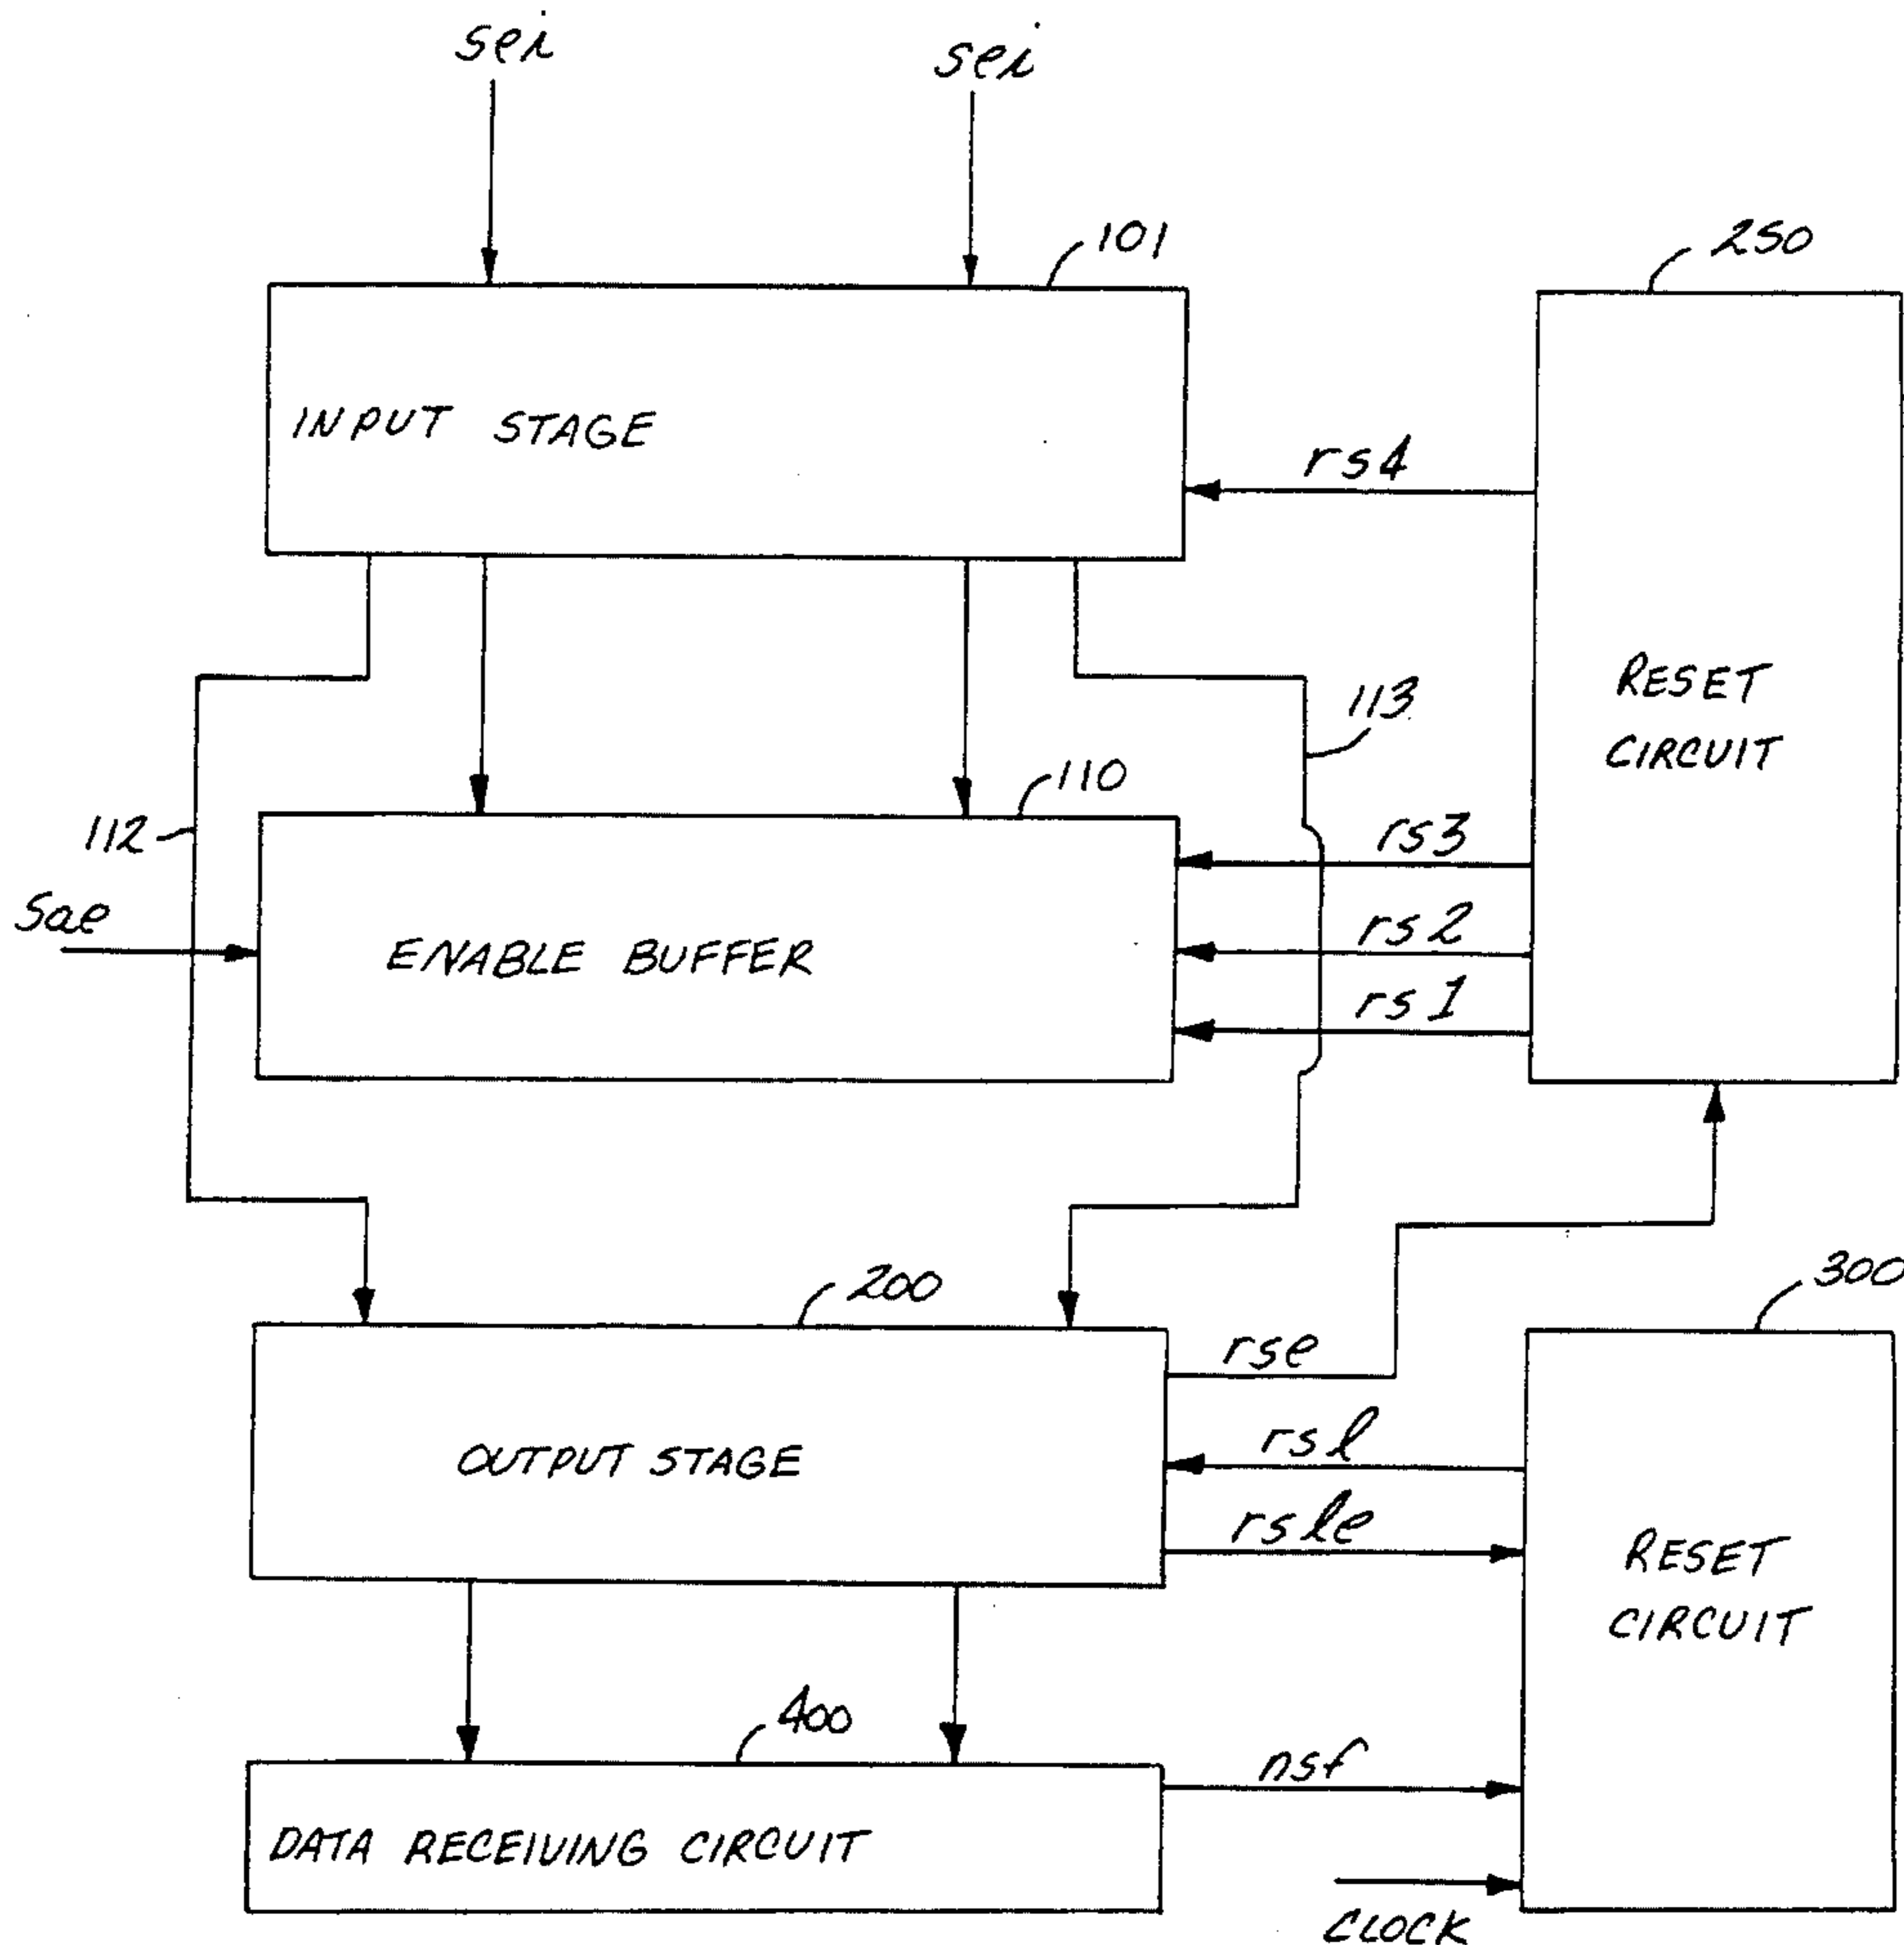 sei
sei
101
250
INPUT STAGE
rs4
RESET
CIRCUIT
113
110
112
rs3
Sae
rs2
ENABLE BUFFER
rs1
200
300
rse
rsl
OUTPUT STAGE
rsle
RESET
CIRCUIT
400
nsf
DATA RECEIVING CIRCUIT
CLOCK